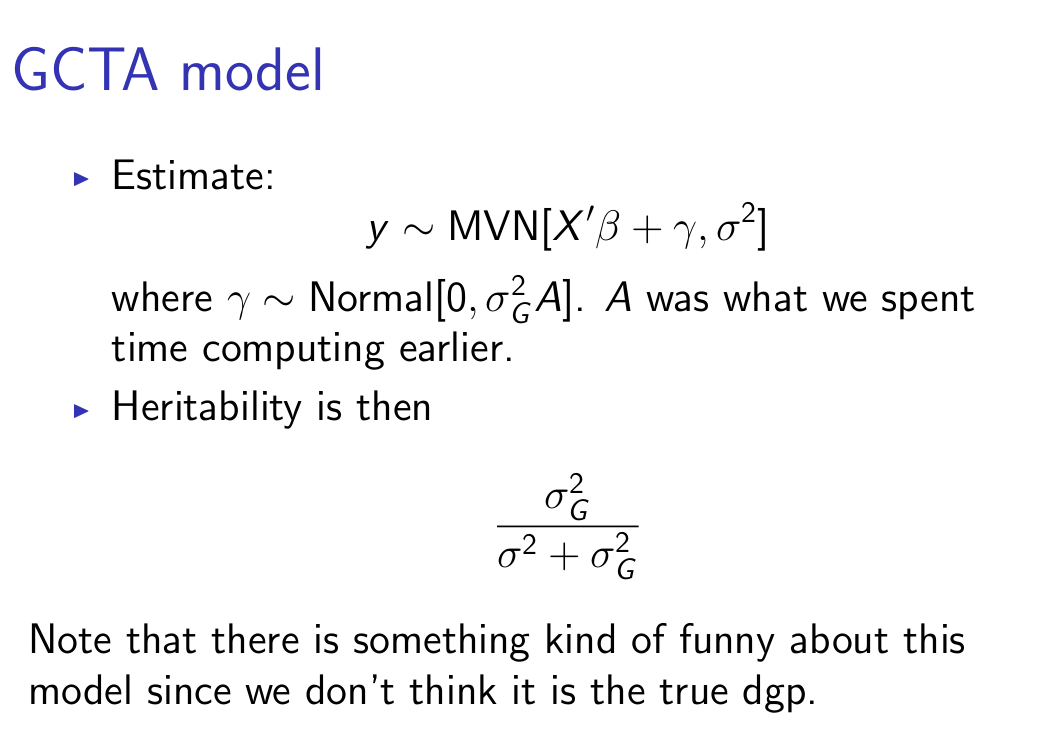 GCTA model
▶ Estimate:
y ∼ MVN[X′β + γ, σ²]
where γ ∼ Normal[0, σ²_G A]. A was what we spent
time computing earlier.
▶ Heritability is then
σ²_G
σ² + σ²_G
Note that there is something kind of funny about this
model since we don't think it is the true dgp.